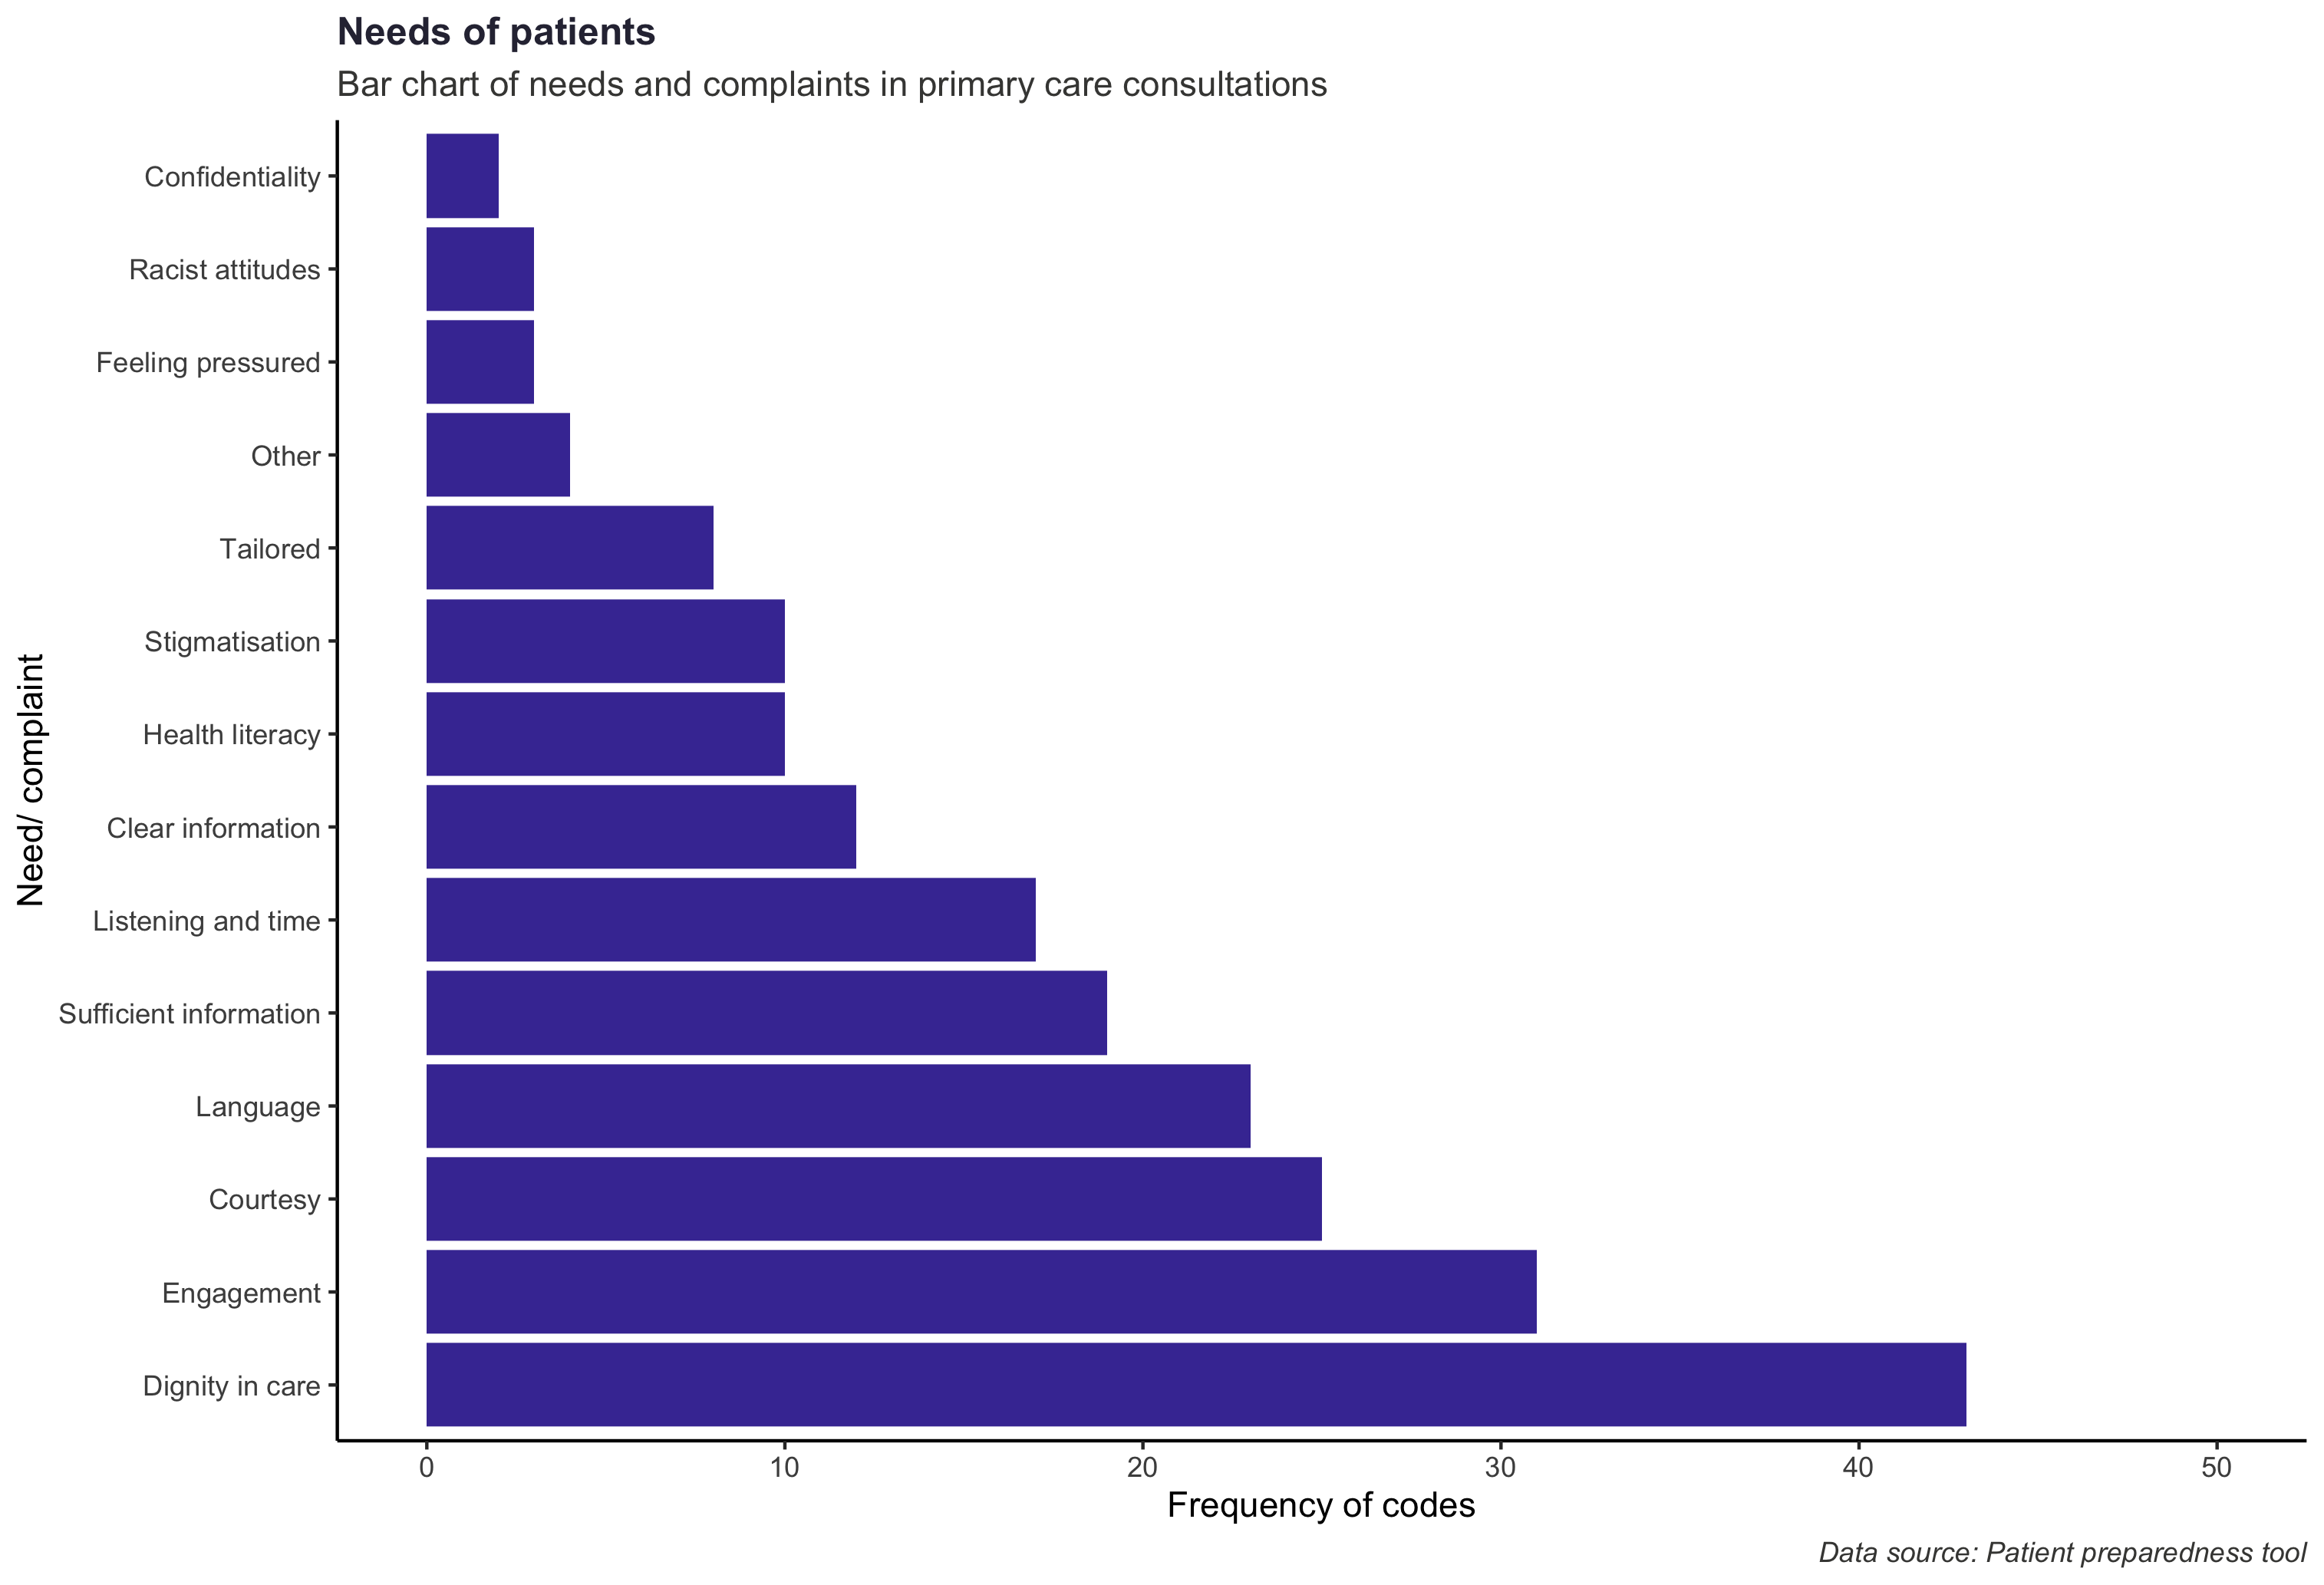 Needs of patients
Bar chart of needs and complaints in primary care consultations
Need/ complaint
Confidentiality
Racist attitudes
Feeling pressured
Other
Tailored
Stigmatisation
Health literacy
Clear information
Listening and time
Sufficient information
Language
Courtesy
Engagement
Dignity in care
0 10 20 30 40 50
Frequency of codes
Data source: Patient preparedness tool